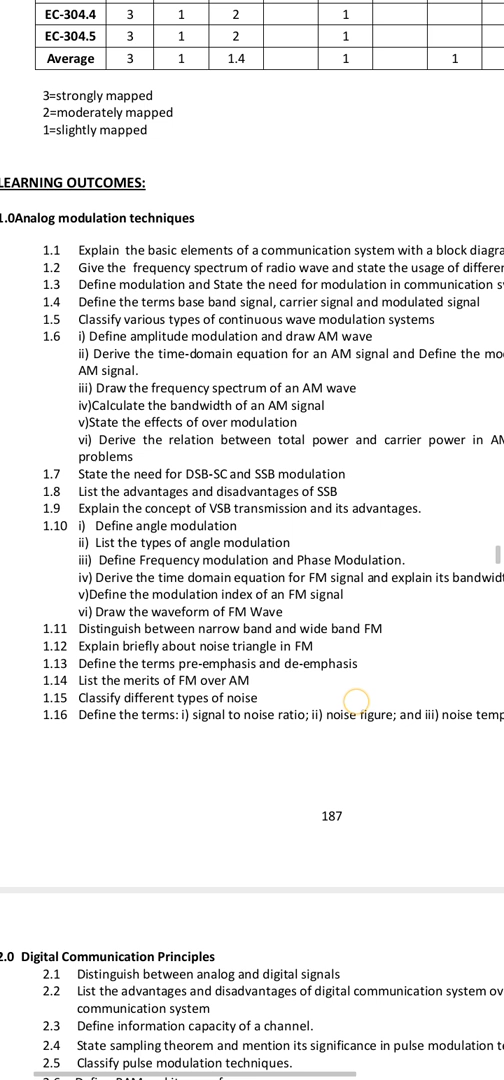 EC-304.4 3 1 2 1
EC-304.5 3 1 2 1
Average 3 1 1.4 1 1
3=strongly mapped
2=moderately mapped
1=slightly mapped
LEARNING OUTCOMES:
1.0Analog modulation techniques
1.1 Explain the basic elements of a communication system with a block diagra
1.2 Give the frequency spectrum of radio wave and state the usage of differen
1.3 Define modulation and State the need for modulation in communication sy
1.4 Define the terms base band signal, carrier signal and modulated signal
1.5 Classify various types of continuous wave modulation systems
1.6 i) Define amplitude modulation and draw AM wave
ii) Derive the time-domain equation for an AM signal and Define the mo
AM signal.
iii) Draw the frequency spectrum of an AM wave
iv)Calculate the bandwidth of an AM signal
v)State the effects of over modulation
vi) Derive the relation between total power and carrier power in AM
problems
1.7 State the need for DSB-SC and SSB modulation
1.8 List the advantages and disadvantages of SSB
1.9 Explain the concept of VSB transmission and its advantages.
1.10 i) Define angle modulation
ii) List the types of angle modulation
iii) Define Frequency modulation and Phase Modulation.
iv) Derive the time domain equation for FM signal and explain its bandwidt
v)Define the modulation index of an FM signal
vi) Draw the waveform of FM Wave
1.11 Distinguish between narrow band and wide band FM
1.12 Explain briefly about noise triangle in FM
1.13 Define the terms pre-emphasis and de-emphasis
1.14 List the merits of FM over AM
1.15 Classify different types of noise
1.16 Define the terms: i) signal to noise ratio; ii) noise figure; and iii) noise temp
187
2.0 Digital Communication Principles
2.1 Distinguish between analog and digital signals
2.2 List the advantages and disadvantages of digital communication system ov
communication system
2.3 Define information capacity of a channel.
2.4 State sampling theorem and mention its significance in pulse modulation te
2.5 Classify pulse modulation techniques.